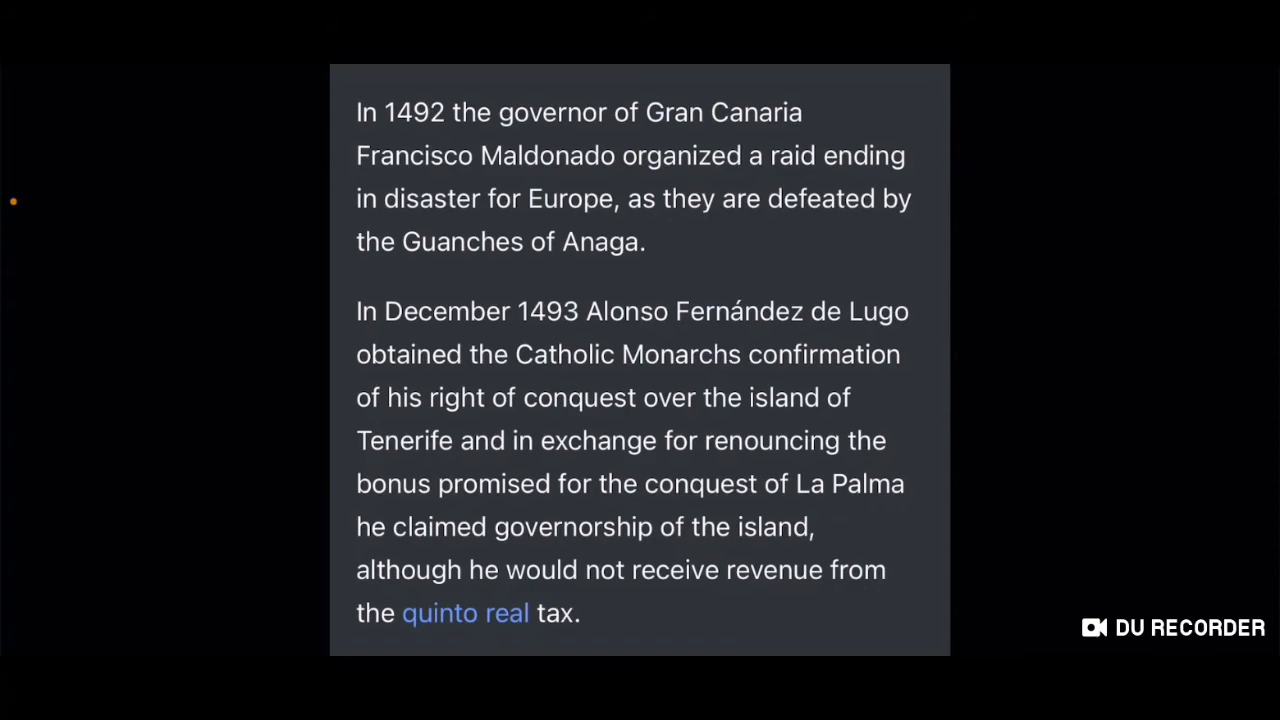 In 1492 the governor of Gran Canaria
Francisco Maldonado organized a raid ending
in disaster for Europe, as they are defeated by
the Guanches of Anaga.
In December 1493 Alonso Fernández de Lugo
obtained the Catholic Monarchs confirmation
of his right of conquest over the island of
Tenerife and in exchange for renouncing the
bonus promised for the conquest of La Palma
he claimed governorship of the island,
although he would not receive revenue from
the quinto real tax.
DU RECORDER